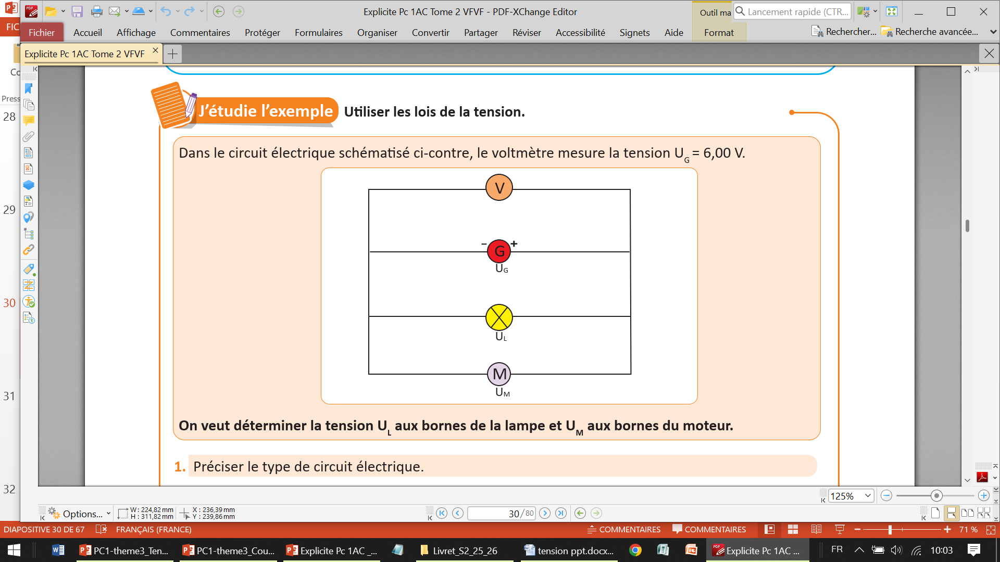 Explicite Pc 1AC Tome 2 VFVF - PDF-XChange Editor
Outil ma
Lancement rapide (CTR...
FIC
Fichier
Accueil
Affichage
Commentaires
Protéger
Formulaires
Organiser
Convertir
Partager
Réviser
Accessibilité
Signets
Aide
Format
Rechercher...
Recherche avancée...
Explicite Pc 1AC Tome 2 VFVF
Co
Press
28
29
30
31
32
J'étudie l'exemple
Utiliser les lois de la tension.
Dans le circuit électrique schématisé ci-contre, le voltmètre mesure la tension UG = 6,00 V.
V
- G +
UG
UL
M
UM
On veut déterminer la tension UL aux bornes de la lampe et UM aux bornes du moteur.
1. Préciser le type de circuit électrique.
125%
Options...
W : 224,82 mm
H : 311,82 mm
X : 236,39 mm
Y : 239,86 mm
30 / 80
DIAPOSITIVE 30 DE 67
FRANÇAIS (FRANCE)
COMMENTAIRES
COMMENTAIRES
71 %
PC1-theme3_Ten...
PC1-theme3_Cou...
Explicite Pc 1AC _...
Livret_S2_25_26
tension ppt.docx...
Explicite Pc 1AC ...
FR
10:03